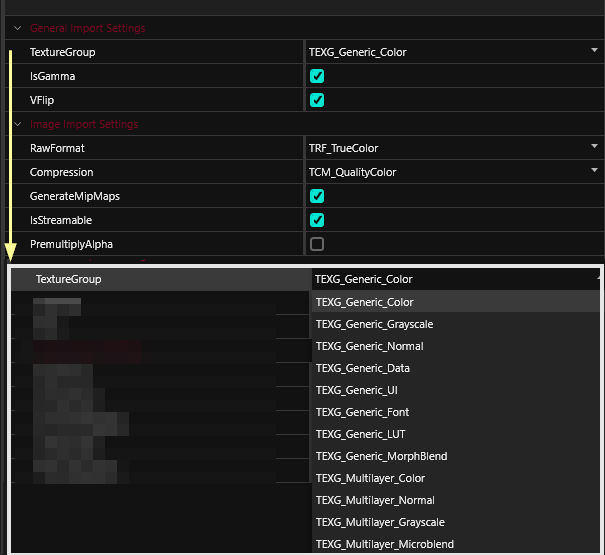 General Import Settings
TextureGroup TEXG_Generic_Color
IsGamma
VFlip
Image Import Settings
RawFormat TRF_TrueColor
Compression TCM_QualityColor
GenerateMipMaps
IsStreamable
PremultiplyAlpha
TextureGroup TEXG_Generic_Color
TEXG_Generic_Color
TEXG_Generic_Grayscale
TEXG_Generic_Normal
TEXG_Generic_Data
TEXG_Generic_UI
TEXG_Generic_Font
TEXG_Generic_LUT
TEXG_Generic_MorphBlend
TEXG_Multilayer_Color
TEXG_Multilayer_Normal
TEXG_Multilayer_Grayscale
TEXG_Multilayer_Microblend